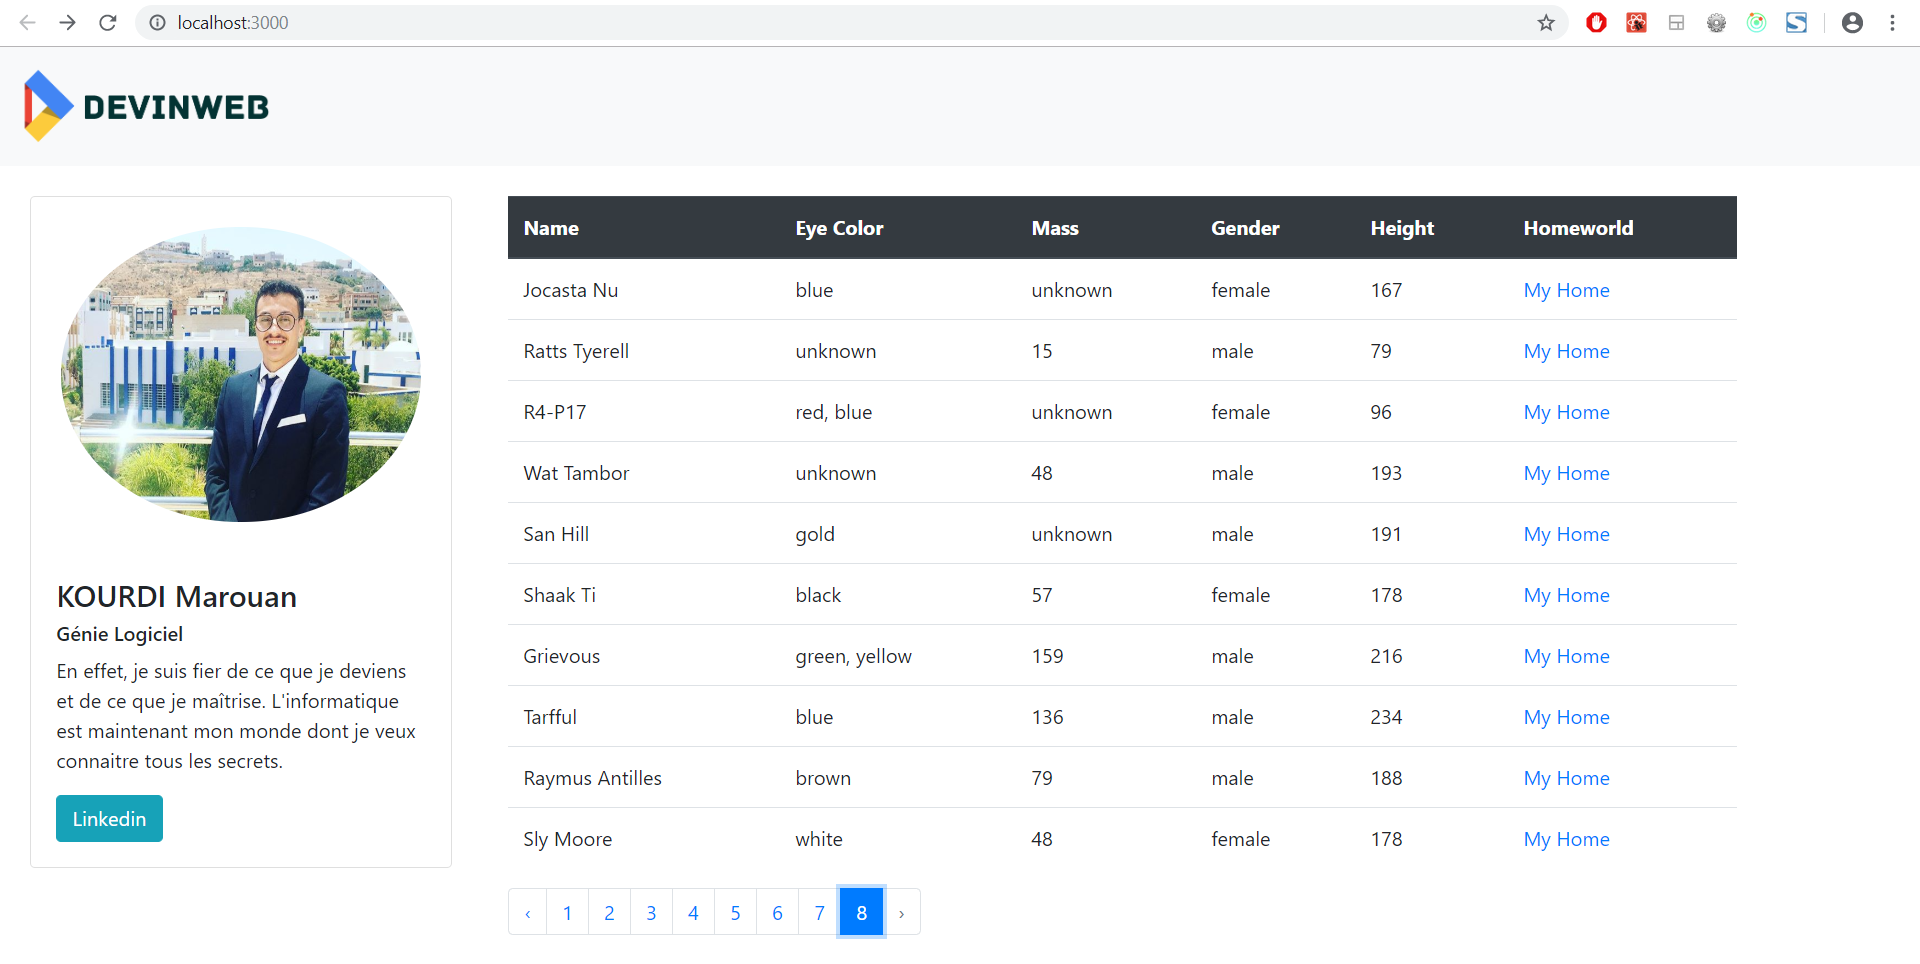 localhost:3000
DEVINWEB
KOURDI Marouan
Génie Logiciel
En effet, je suis fier de ce que je deviens
et de ce que je maîtrise. L'informatique
est maintenant mon monde dont je veux
connaitre tous les secrets.
Linkedin
Name Eye Color Mass Gender Height Homeworld
Jocasta Nu blue unknown female 167 My Home
Ratts Tyerell unknown 15 male 79 My Home
R4-P17 red, blue unknown female 96 My Home
Wat Tambor unknown 48 male 193 My Home
San Hill gold unknown male 191 My Home
Shaak Ti black 57 female 178 My Home
Grievous green, yellow 159 male 216 My Home
Tarfful blue 136 male 234 My Home
Raymus Antilles brown 79 male 188 My Home
Sly Moore white 48 female 178 My Home
‹ 1 2 3 4 5 6 7 8 ›